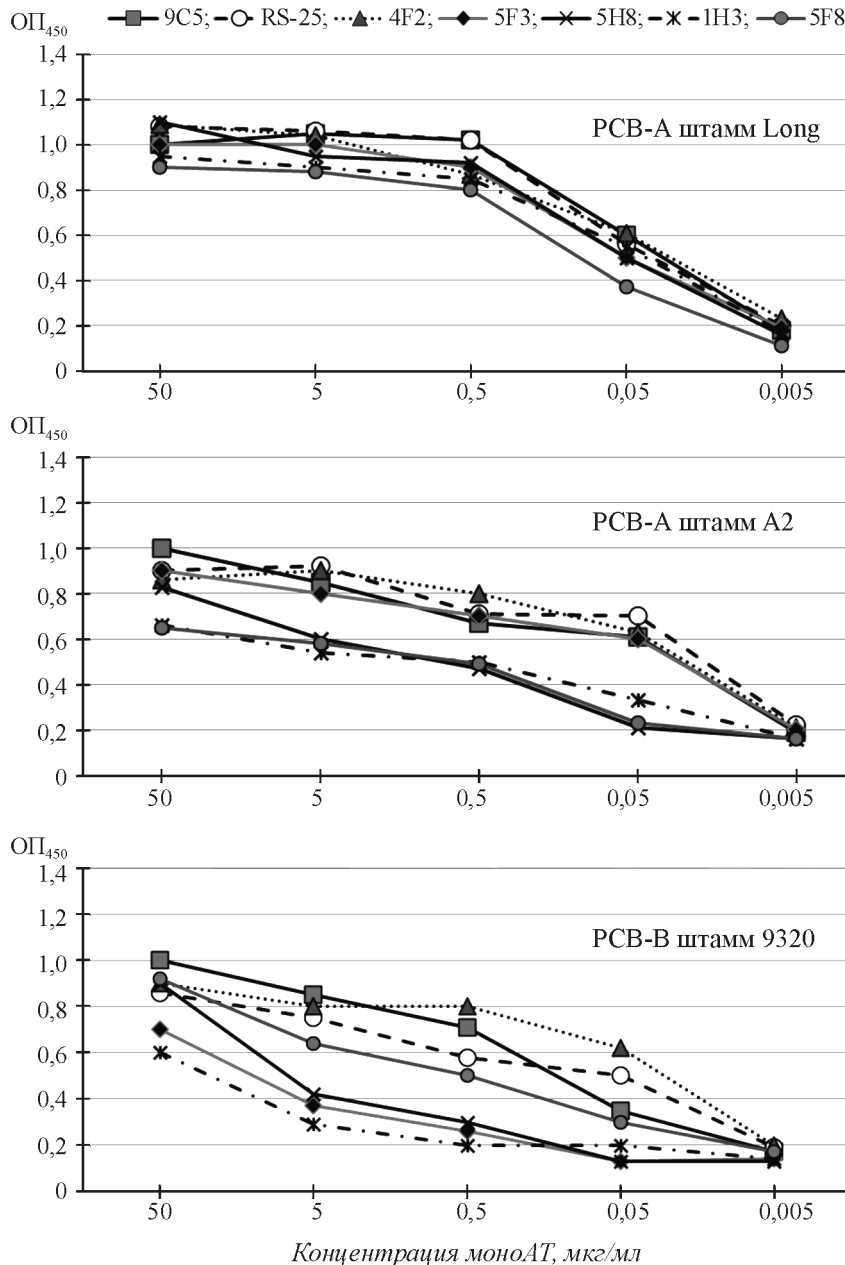 ОП450
9C5; RS-25; 4F2; 5F3; 5H8; 1H3; 5F8
1,4
1,2
1,0
0,8
0,6
0,4
0,2
0
РСВ-А штамм Long
50 5 0,5 0,05 0,005
ОП450
1,4
1,2
1,0
0,8
0,6
0,4
0,2
0
РСВ-А штамм А2
50 5 0,5 0,05 0,005
ОП450
1,4
1,2
1,0
0,8
0,6
0,4
0,2
0
РСВ-В штамм 9320
50 5 0,5 0,05 0,005
Концентрация моноАТ, мкг/мл